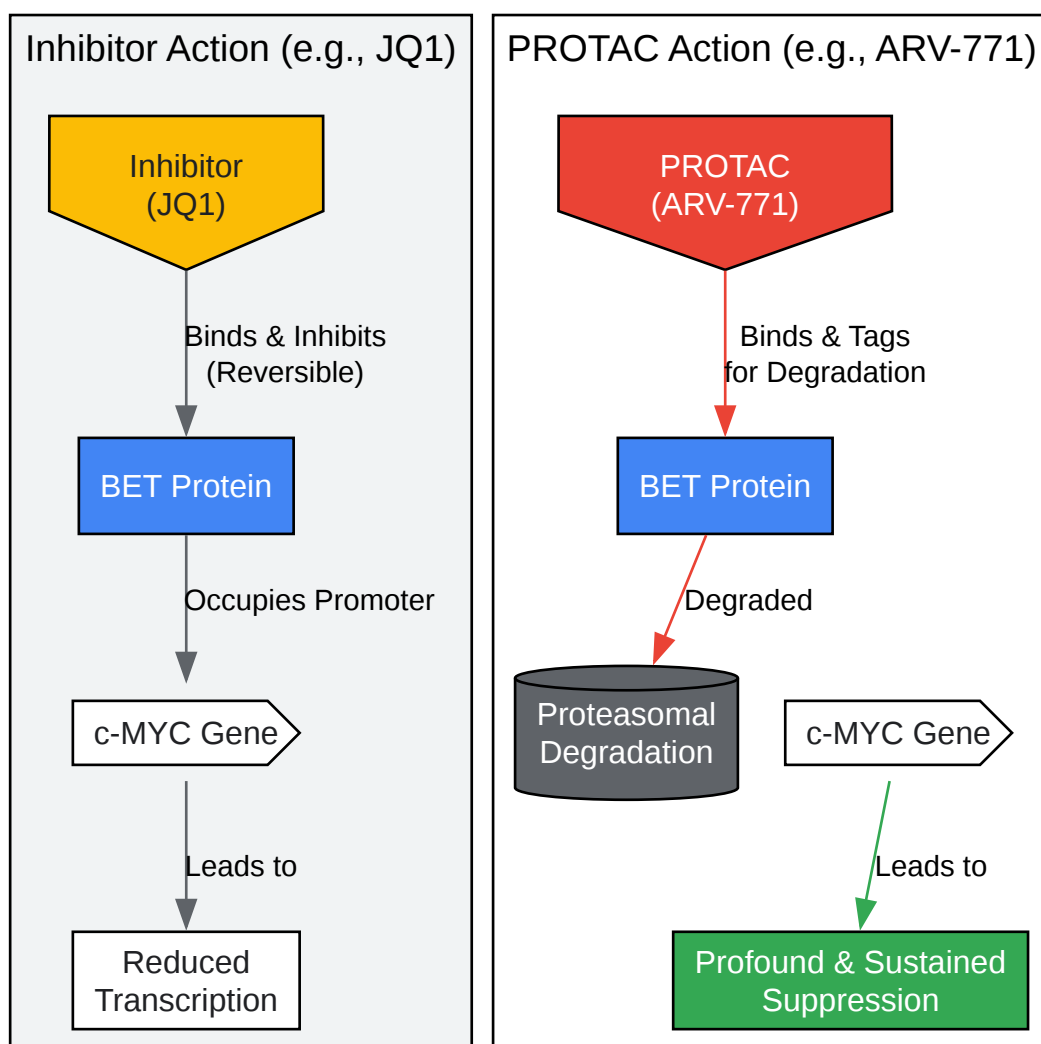 Inhibitor Action (e.g., JQ1)
Inhibitor
(JQ1)
Binds & Inhibits
(Reversible)
BET Protein
Occupies Promoter
c-MYC Gene
Leads to
Reduced
Transcription
PROTAC Action (e.g., ARV-771)
PROTAC
(ARV-771)
Binds & Tags
for Degradation
BET Protein
Degraded
Proteasomal
Degradation
c-MYC Gene
Leads to
Profound & Sustained
Suppression